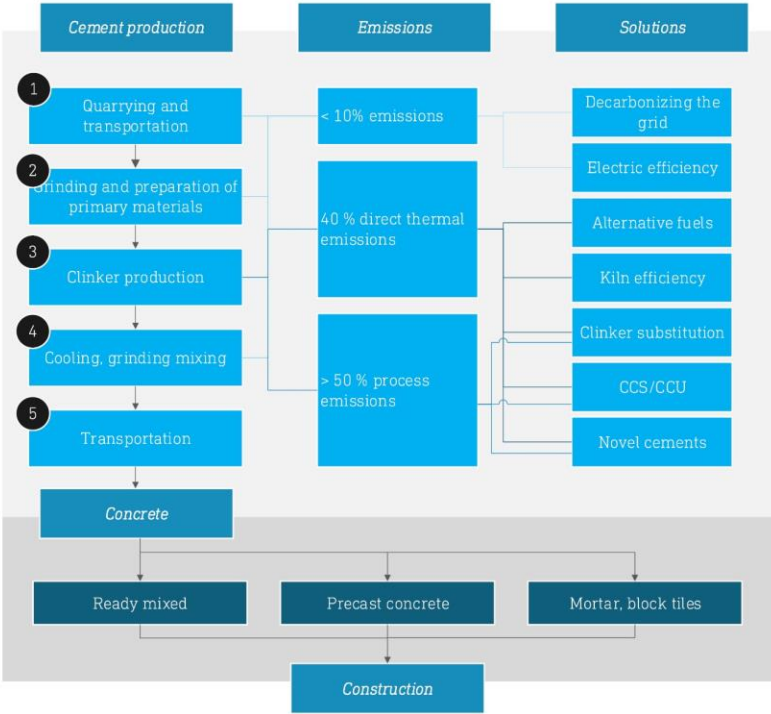 Cement production
Emissions
Solutions
1
Quarrying and
transportation
2
Grinding and preparation of
primary materials
3
Clinker production
4
Cooling, grinding mixing
5
Transportation
< 10% emissions
40 % direct thermal
emissions
> 50 % process
emissions
Decarbonizing the
grid
Electric efficiency
Alternative fuels
Kiln efficiency
Clinker substitution
CCS/CCU
Novel cements
Concrete
Ready mixed
Precast concrete
Mortar, block tiles
Construction